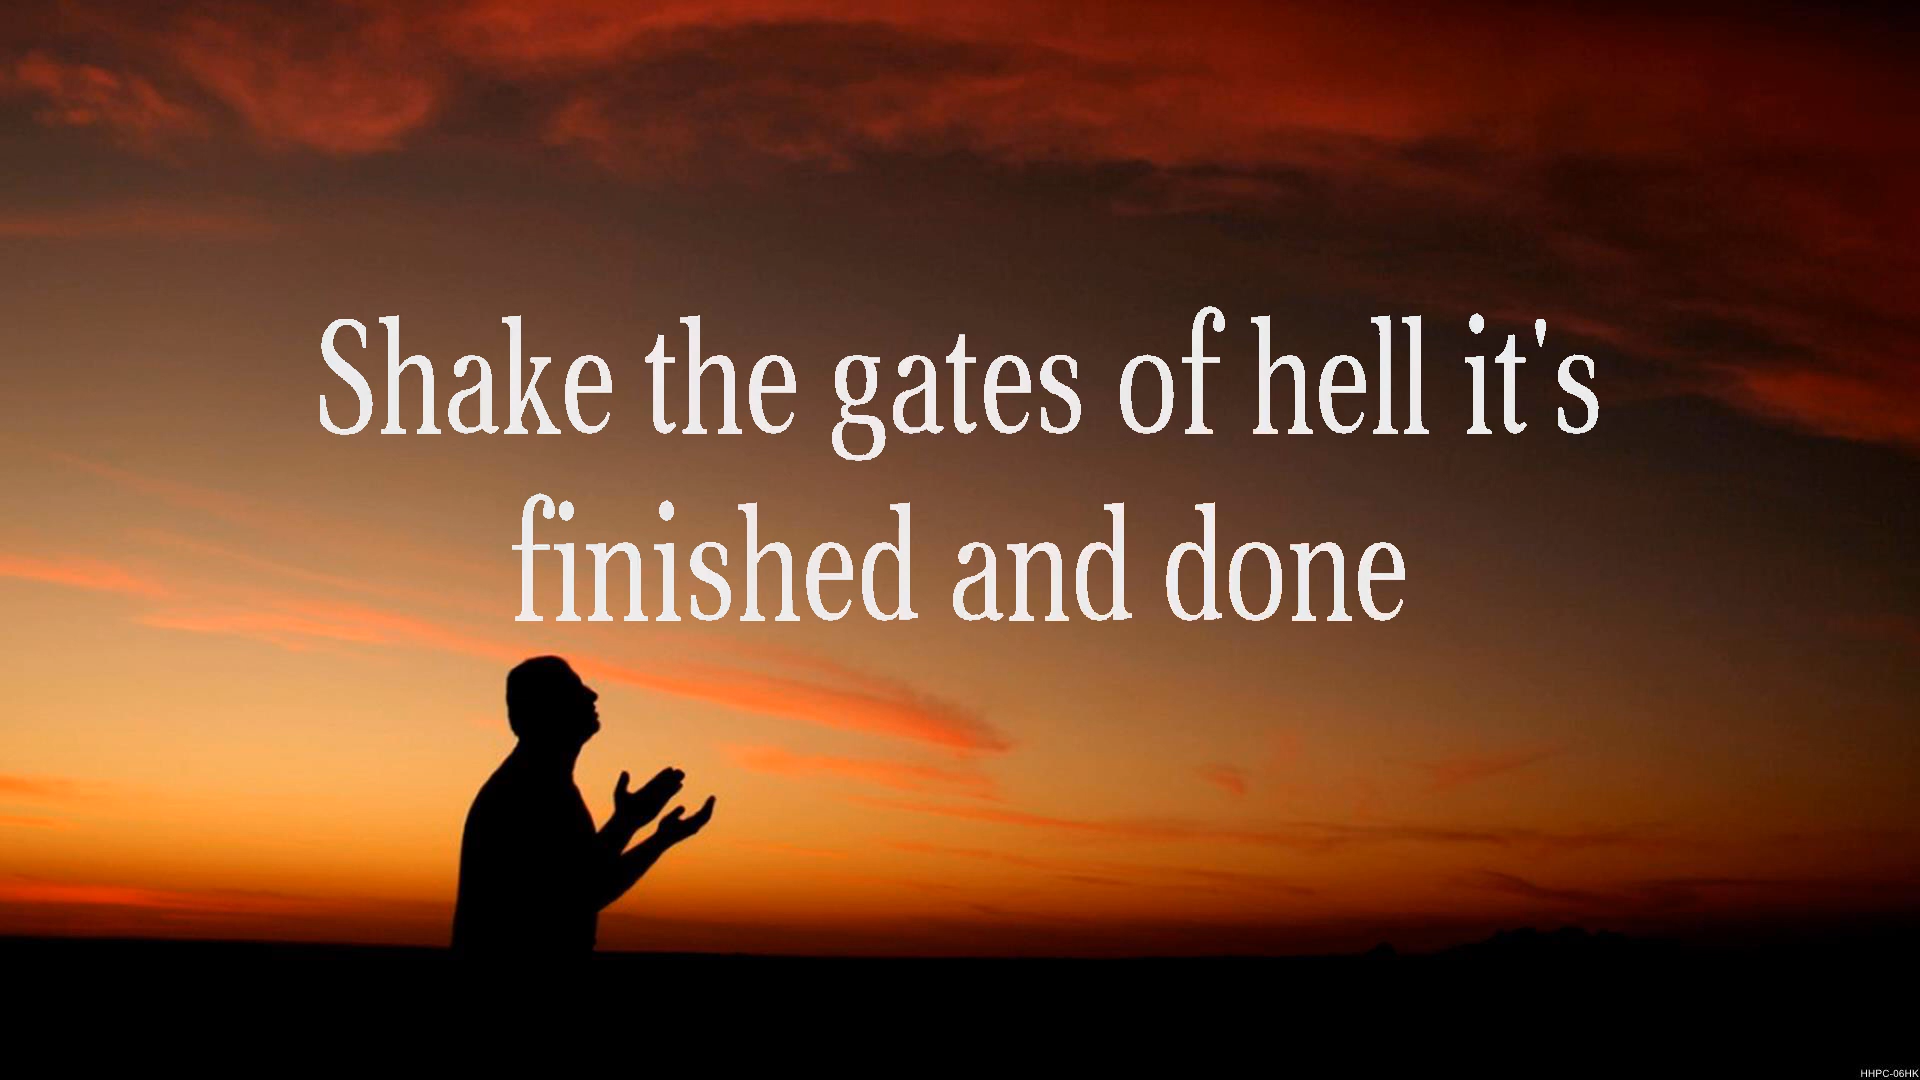 Shake the gates of hell it's
finished and done
HHPC-06HK